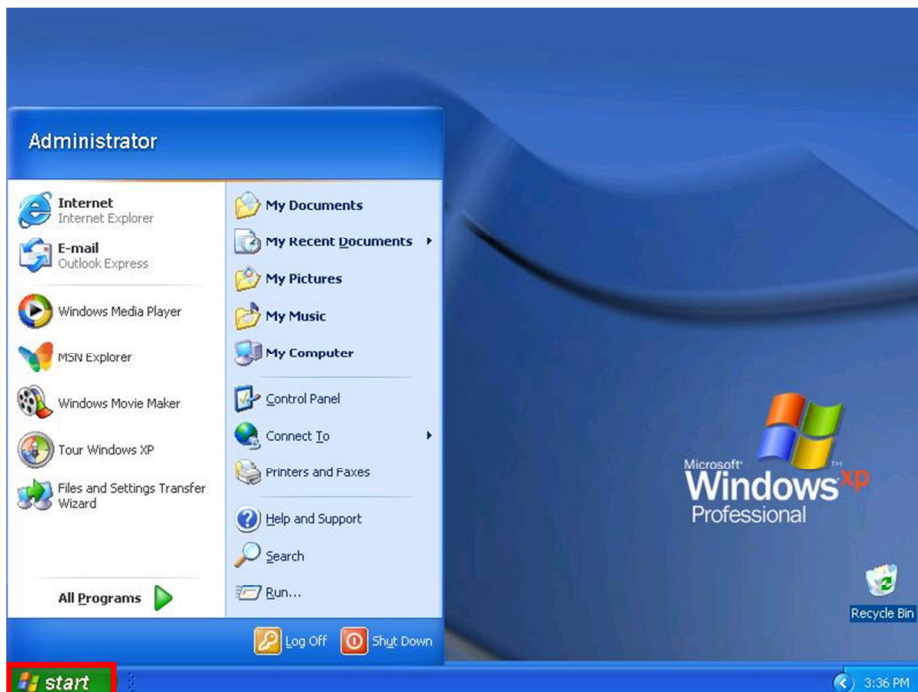 Administrator
Internet
Internet Explorer
E-mail
Outlook Express
Windows Media Player
MSN Explorer
Windows Movie Maker
Tour Windows XP
Files and Settings Transfer
Wizard
All Programs
My Documents
My Recent Documents
My Pictures
My Music
My Computer
Control Panel
Connect To
Printers and Faxes
Help and Support
Search
Run...
Log Off
Shut Down
Microsoft
Windows xp
Professional
Recycle Bin
start
3:36 PM